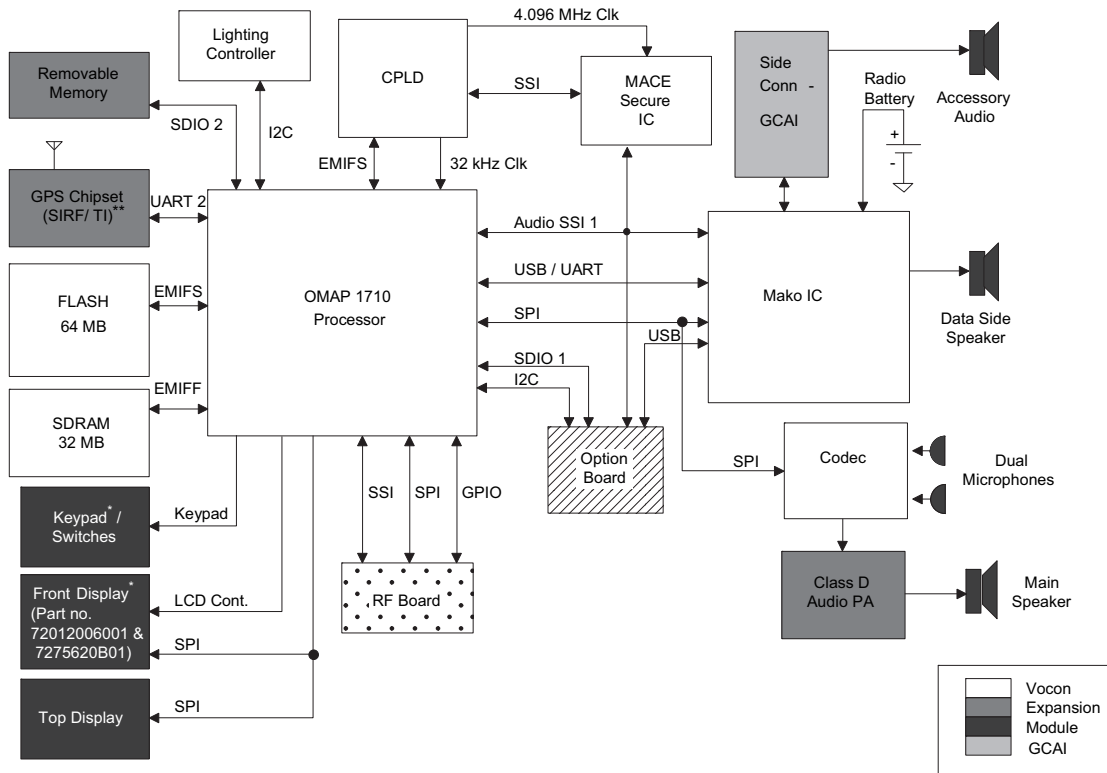 4.096 MHz Clk
Lighting
Controller
CPLD
SSI
MACE
Secure
IC
Side
Conn -
GCAI
Radio
Battery
+
-
Accessory
Audio
Removable
Memory
SDIO 2
I2C
EMIFS
32 kHz Clk
GPS Chipset
(SIRF/ TI)**
UART 2
Audio SSI 1
USB / UART
SPI
USB
SDIO 1
I2C
OMAP 1710
Processor
Mako IC
Data Side
Speaker
FLASH
64 MB
EMIFS
SDRAM
32 MB
EMIFF
Option
Board
SPI
Codec
Dual
Microphones
SSI
SPI
GPIO
Keypad* /
Switches
Keypad
RF Board
Class D
Audio PA
Main
Speaker
Front Display*
(Part no.
72012006001 &
7275620B01)
LCD Cont.
SPI
Top Display
SPI
Vocon
Expansion
Module
GCAI